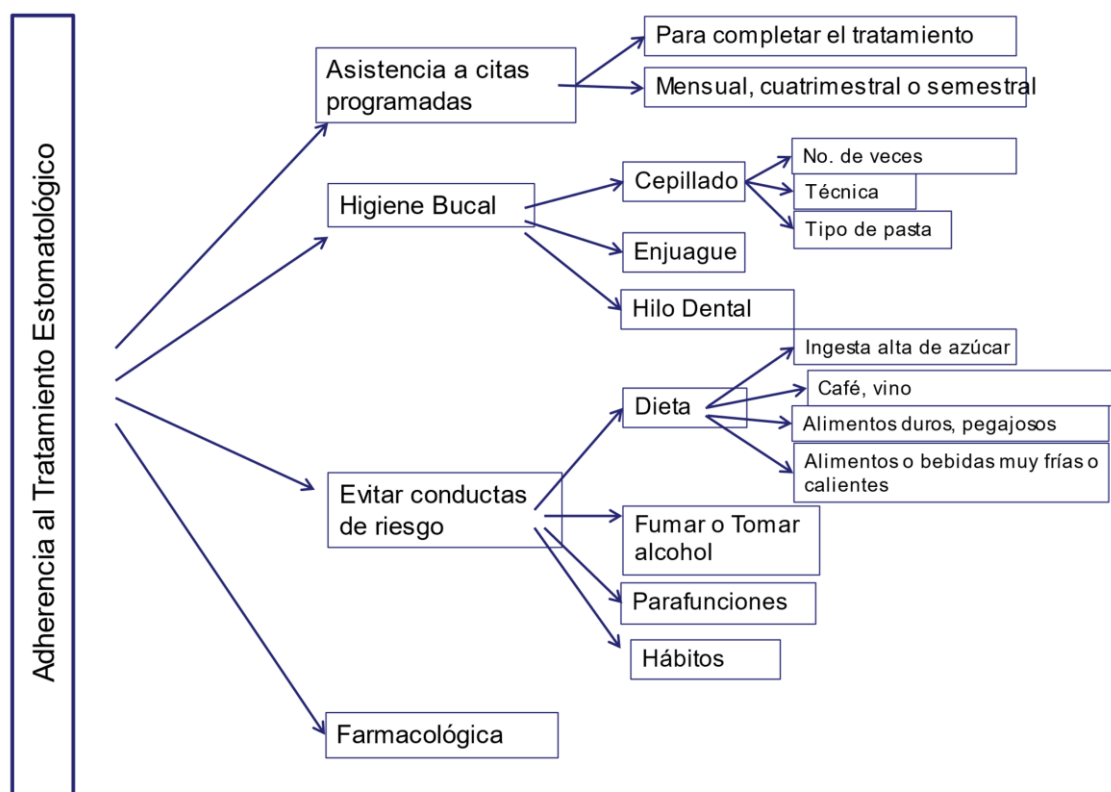 Adherencia al Tratamiento Estomatológico
Asistencia a citas
programadas
Para completar el tratamiento
Mensual, cuatrimestral o semestral
Higiene Bucal
Cepillado
No. de veces
Técnica
Tipo de pasta
Enjuague
Hilo Dental
Evitar conductas
de riesgo
Dieta
Ingesta alta de azúcar
Café, vino
Alimentos duros, pegajosos
Alimentos o bebidas muy frías o
calientes
Fumar o Tomar
alcohol
Parafunciones
Hábitos
Farmacológica